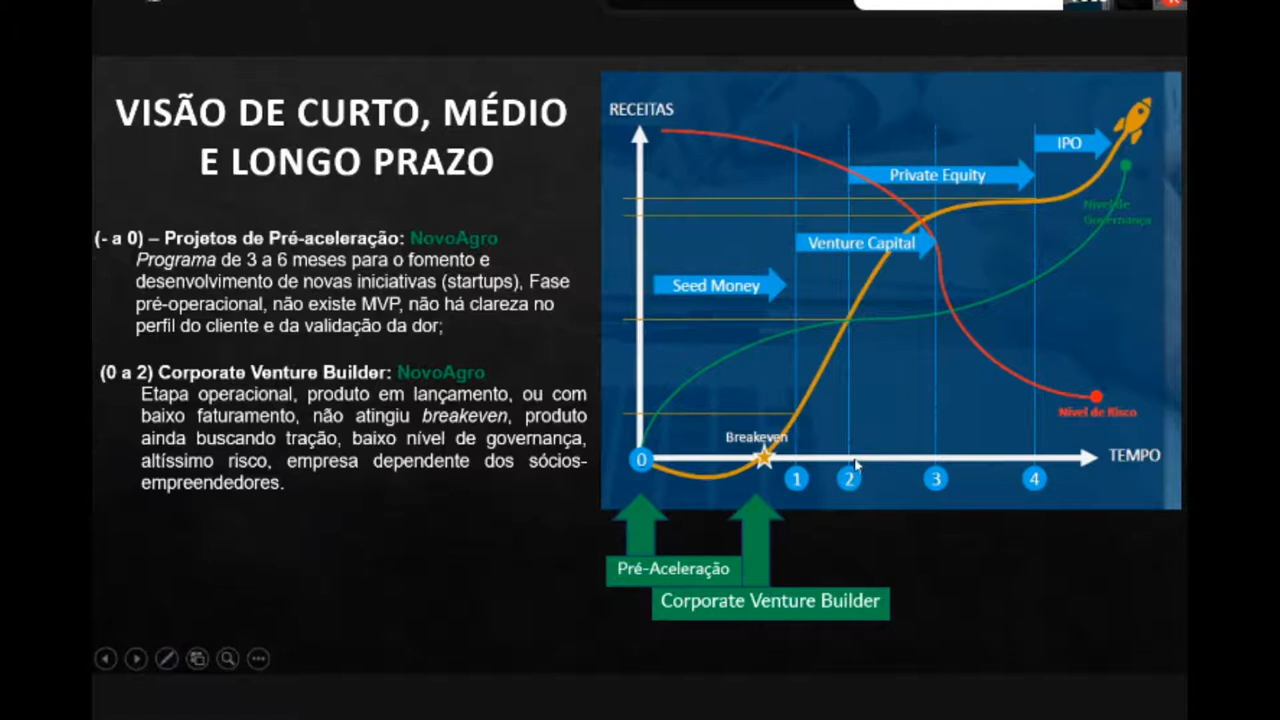 VISÃO DE CURTO, MÉDIO
E LONGO PRAZO
(- a 0) – Projetos de Pré-aceleração: NovoAgro
Programa de 3 a 6 meses para o fomento e
desenvolvimento de novas iniciativas (startups), Fase
pré-operacional, não existe MVP, não há clareza no
perfil do cliente e da validação da dor;
(0 a 2) Corporate Venture Builder: NovoAgro
Etapa operacional, produto em lançamento, ou com
baixo faturamento, não atingiu breakeven, produto
ainda buscando tração, baixo nível de governança,
altíssimo risco, empresa dependente dos sócios-
empreendedores.
RECEITAS
IPO
Private Equity
Nível de
Governança
Venture Capital
Seed Money
Nível de Risco
Breakeven
TEMPO
0
1
2
3
4
Pré-Aceleração
Corporate Venture Builder